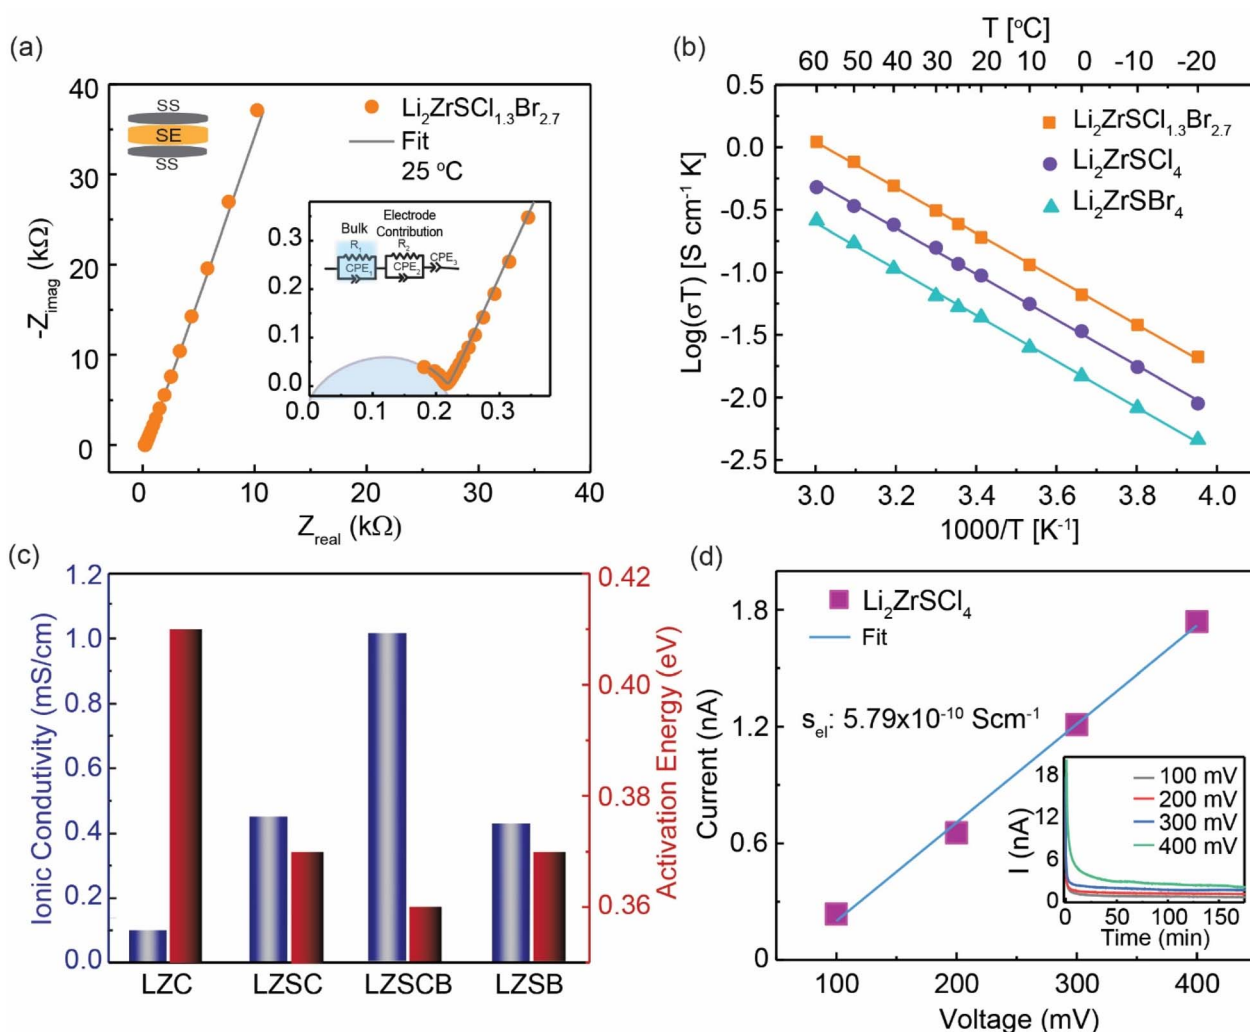 (a)
40
30
20
10
0
-Z_imag (kΩ)
SS
SE
SS
Li₂ZrSCl₁.₃Br₂.₇
Fit
25 °C
0.3
0.2
0.1
0.0
Bulk
Electrode
Contribution
R₁
R₂
CPE₁
CPE₂
CPE₃
0.0 0.1 0.2 0.3
0 10 20 30 40
Z_real (kΩ)
(b)
T [°C]
60 50 40 30 20 10 0 -10 -20
0.5
0.0
-0.5
-1.0
-1.5
-2.0
-2.5
Log(σT) [S cm⁻¹ K]
Li₂ZrSCl₁.₃Br₂.₇
Li₂ZrSCl₄
Li₂ZrSBr₄
3.0 3.2 3.4 3.6 3.8 4.0
1000/T [K⁻¹]
(c)
1.2
1.0
0.8
0.6
0.4
0.2
0.0
Ionic Condutivity (mS/cm)
0.42
0.40
0.38
0.36
Activation Energy (eV)
LZC LZSC LZSCB LZSB
(d)
1.8
1.2
0.6
0
Current (nA)
Li₂ZrSCl₄
Fit
s_el: 5.79x10⁻¹⁰ Scm⁻¹
18
12
6
0
I (nA)
100 mV
200 mV
300 mV
400 mV
0 50 100 150
Time (min)
100 200 300 400
Voltage (mV)